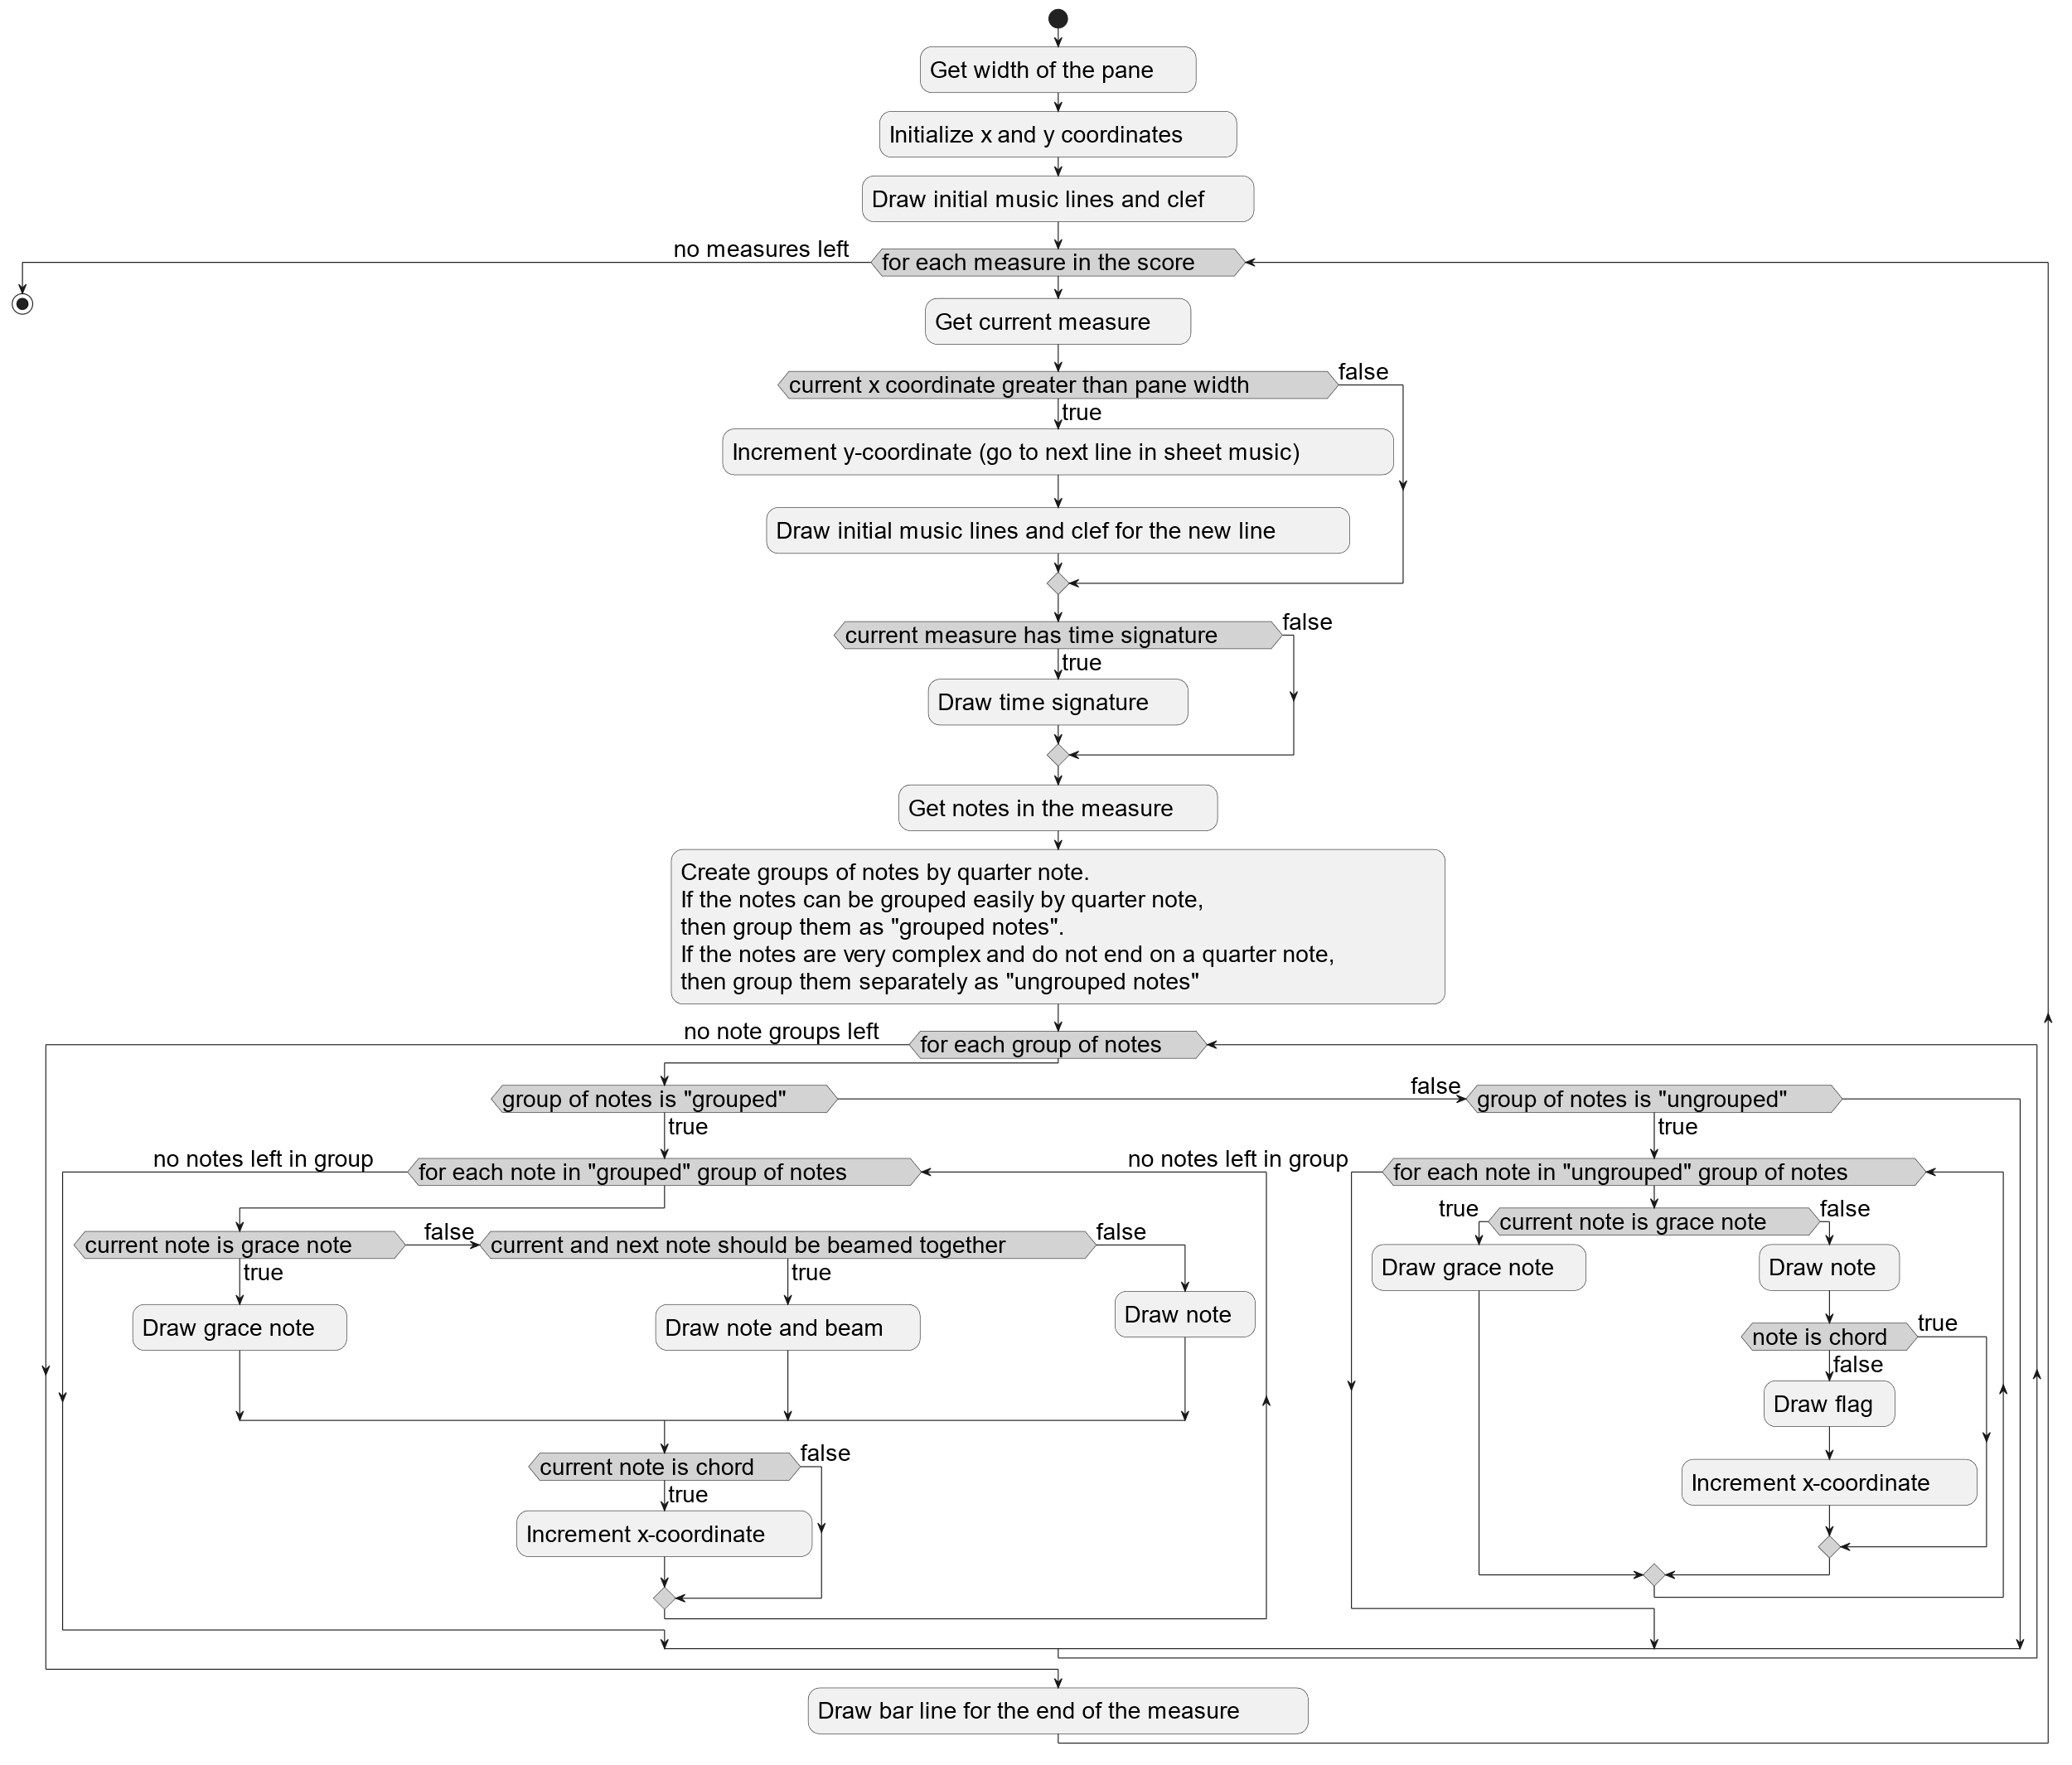 Get width of the pane
Initialize x and y coordinates
Draw initial music lines and clef
no measures left
for each measure in the score
Get current measure
current x coordinate greater than pane width
false
true
Increment y-coordinate (go to next line in sheet music)
Draw initial music lines and clef for the new line
current measure has time signature
false
true
Draw time signature
Get notes in the measure
Create groups of notes by quarter note.
If the notes can be grouped easily by quarter note,
then group them as "grouped notes".
If the notes are very complex and do not end on a quarter note,
then group them separately as "ungrouped notes"
no note groups left
for each group of notes
group of notes is "grouped"
false
group of notes is "ungrouped"
true
true
no notes left in group
for each note in "grouped" group of notes
no notes left in group
for each note in "ungrouped" group of notes
true
current note is grace note
false
current note is grace note
false
current and next note should be beamed together
false
true
true
Draw grace note
Draw note
Draw grace note
Draw note and beam
Draw note
note is chord
true
false
Draw flag
current note is chord
false
true
Increment x-coordinate
Increment x-coordinate
Draw bar line for the end of the measure